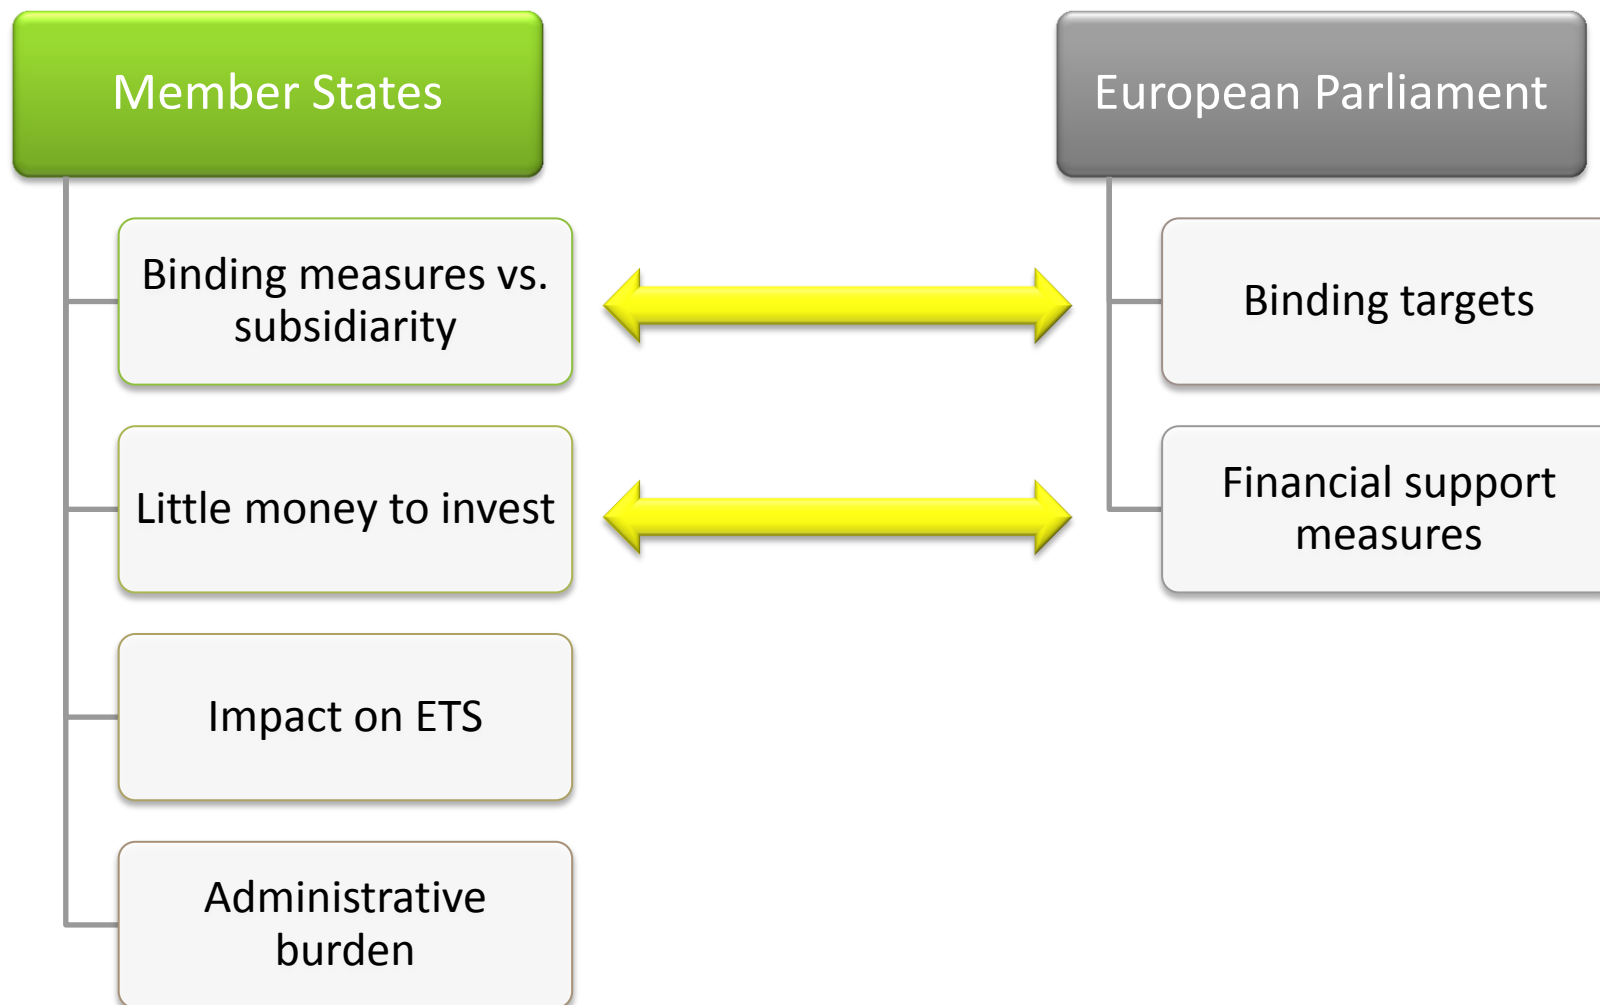 Member States
Binding measures vs.
subsidiarity
Little money to invest
Impact on ETS
Administrative
burden
European Parliament
Binding targets
Financial support
measures